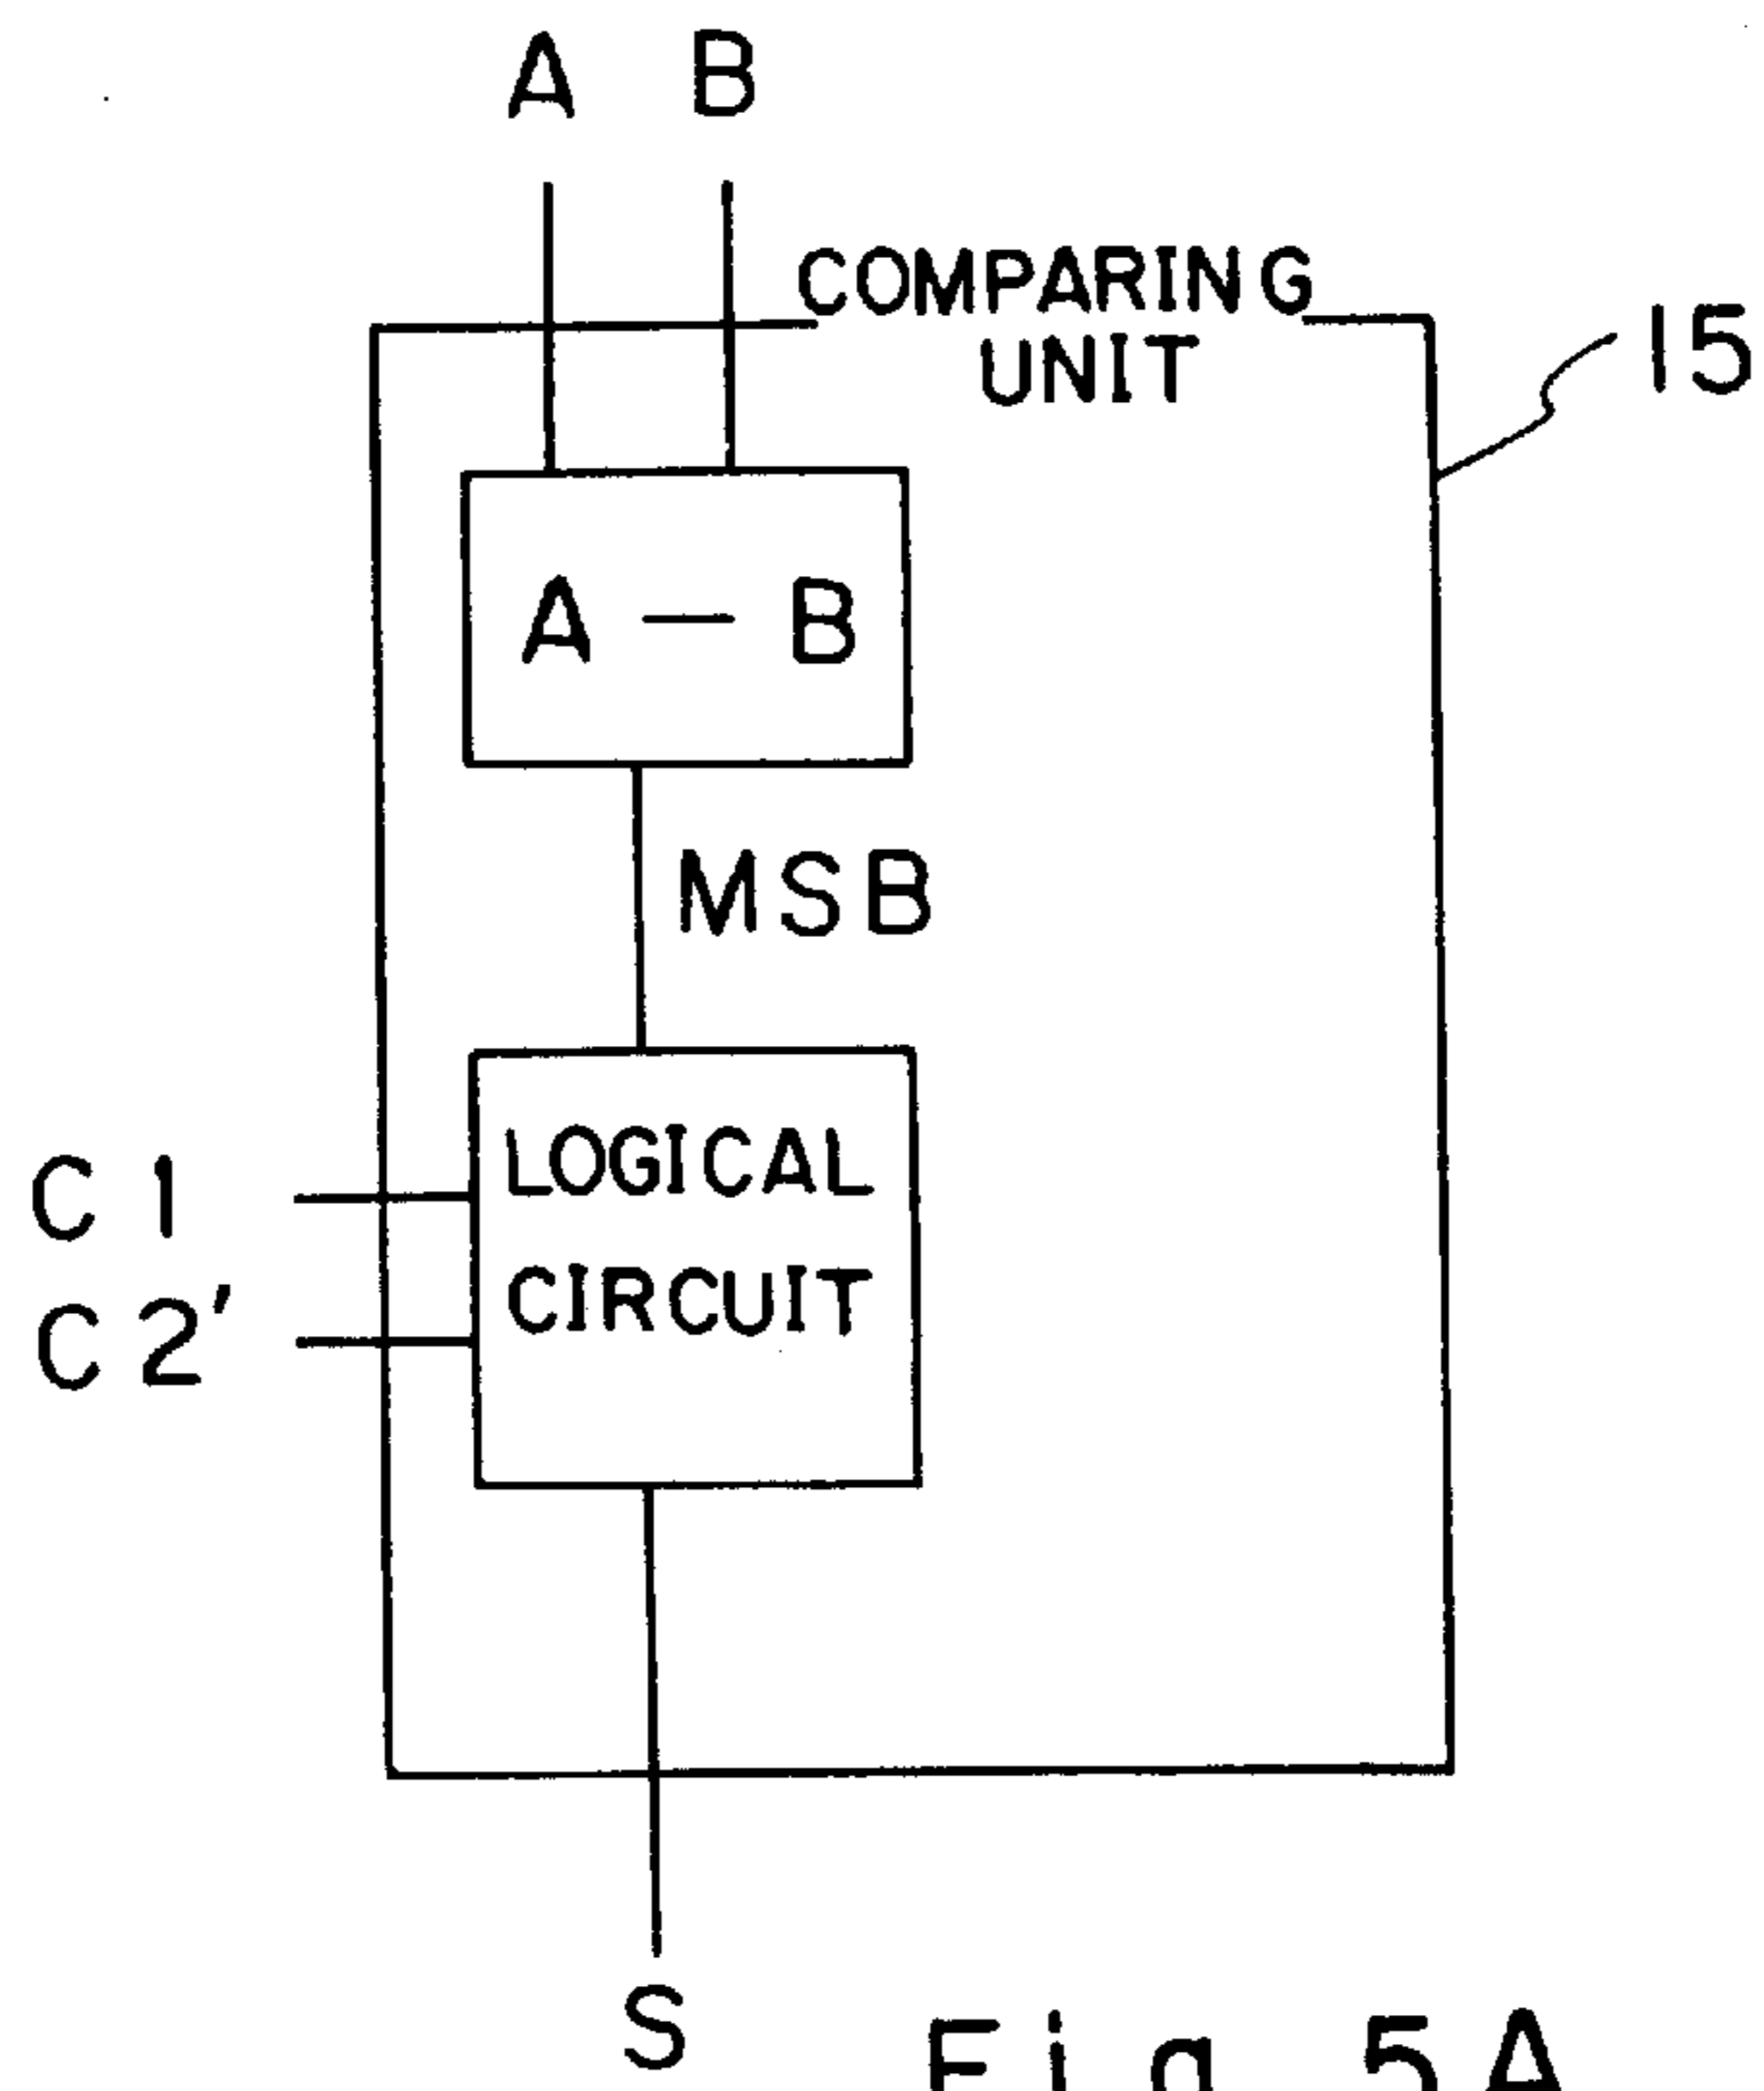 A B
COMPARING
UNIT
15
A — B
MSB
LOGICAL
CIRCUIT
C1
C2'
S
Fig 5A